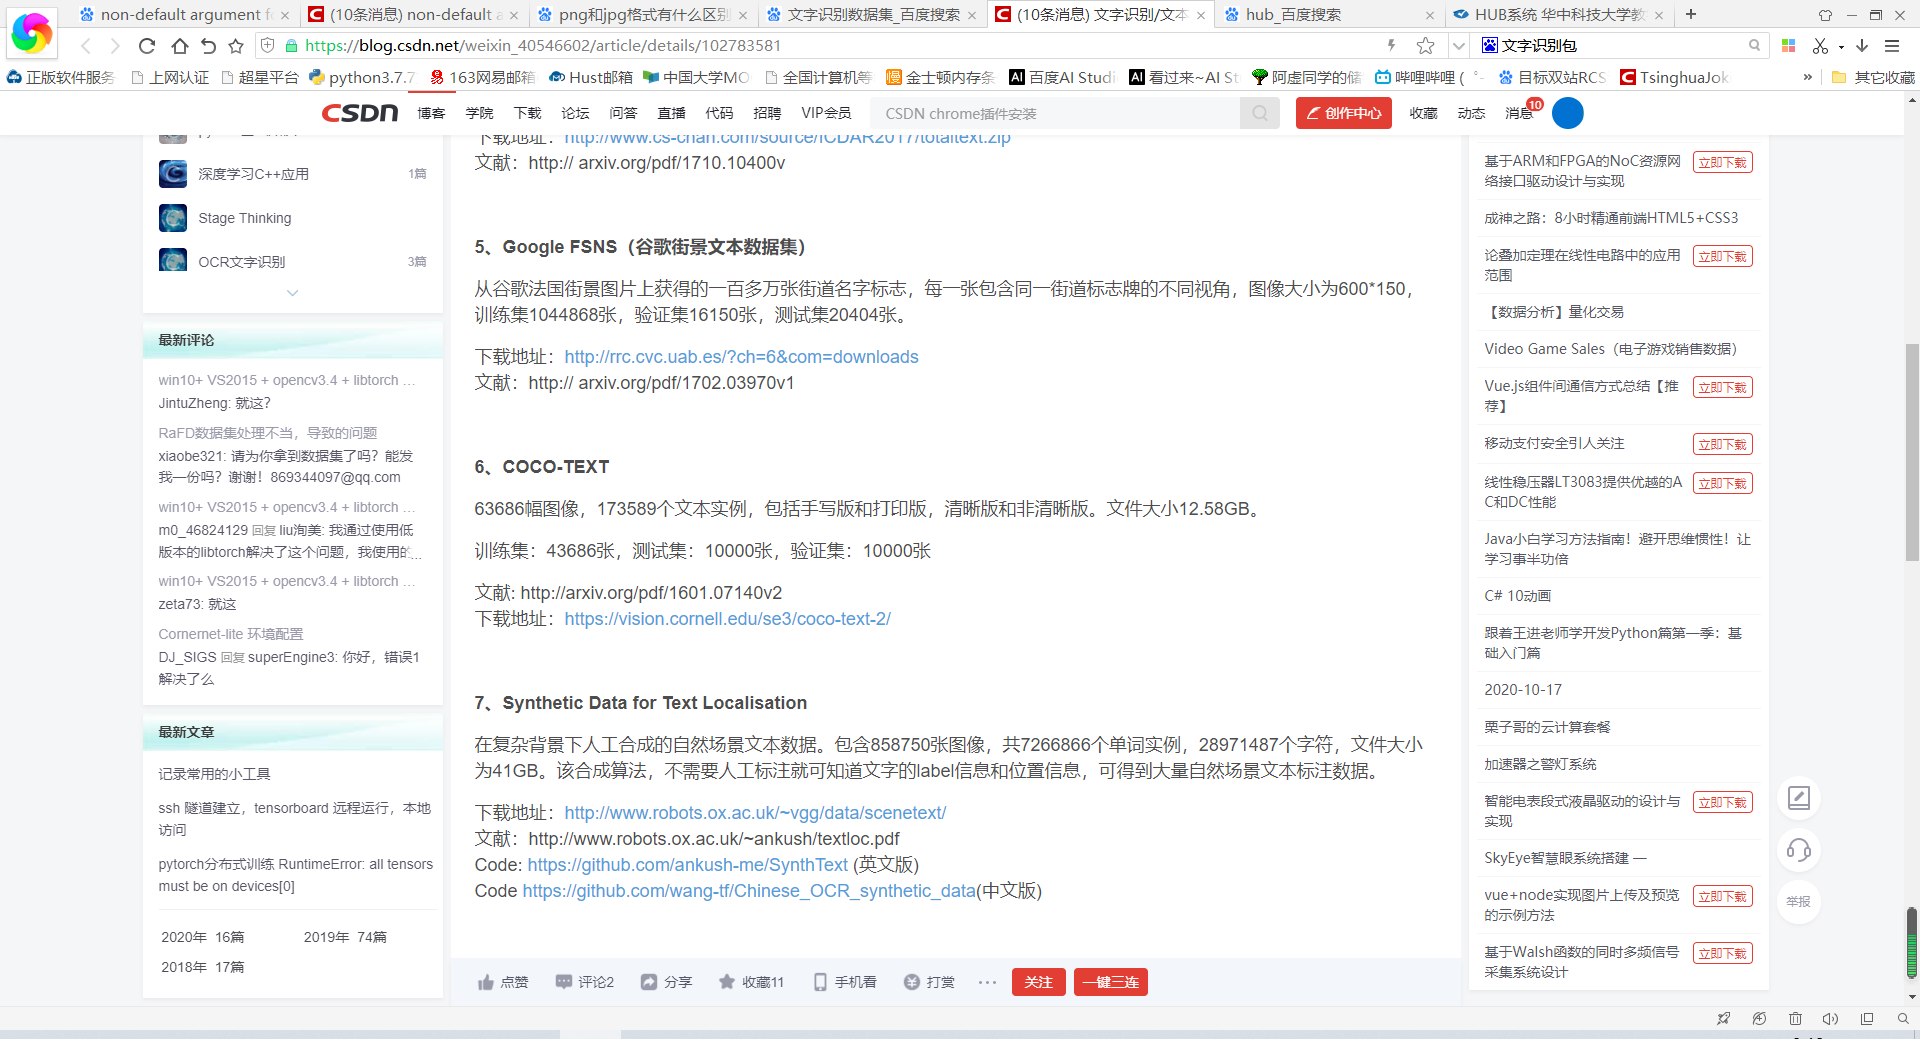 non-default argument f
(10条消息) non-default a
png和jpg格式有什么区别
文字识别数据集_百度搜索
(10条消息) 文字识别/文本
hub_百度搜索
HUB系统 华中科技大学教
https://blog.csdn.net/weixin_40546602/article/details/102783581
文字识别包
正版软件服务
上网认证
超星平台
python3.7.7
163网易邮箱
Hust邮箱
中国大学MO
全国计算机等
金士顿内存条
百度AI Studi
看过来~AI St
阿虚同学的储
哔哩哔哩 (
目标双站RCS
TsinghuaJok
»
其它收藏
CSDN
博客
学院
下载
论坛
问答
直播
代码
招聘
VIP会员
CSDN chrome插件安装
创作中心
收藏
动态
消息
10
深度学习C++应用
1篇
Stage Thinking
OCR文字识别
3篇
最新评论
win10+ VS2015 + opencv3.4 + libtorch ...
JintuZheng: 就这?
RaFD数据集处理不当，导致的问题
xiaobe321: 请为你拿到数据集了吗？能发
我一份吗？谢谢！869344097@qq.com
win10+ VS2015 + opencv3.4 + libtorch ...
m0_46824129 回复 liu洵美: 我通过使用低
版本的libtorch解决了这个问题，我使用的...
win10+ VS2015 + opencv3.4 + libtorch ...
zeta73: 就这
Cornernet-lite 环境配置
DJ_SIGS 回复 superEngine3: 你好，错误1
解决了么
最新文章
记录常用的小工具
ssh 隧道建立，tensorboard 远程运行，本地
访问
pytorch分布式训练 RuntimeError: all tensors
must be on devices[0]
2020年 16篇
2019年 74篇
2018年 17篇
下载地址：http://www.cs-chan.com/source/ICDAR2017/totaltext.zip
文献：http:// arxiv.org/pdf/1710.10400v
5、Google FSNS（谷歌街景文本数据集）
从谷歌法国街景图片上获得的一百多万张街道名字标志，每一张包含同一街道标志牌的不同视角，图像大小为600*150，
训练集1044868张，验证集16150张，测试集20404张。
下载地址：http://rrc.cvc.uab.es/?ch=6&com=downloads
文献：http:// arxiv.org/pdf/1702.03970v1
6、COCO-TEXT
63686幅图像，173589个文本实例，包括手写版和打印版，清晰版和非清晰版。文件大小12.58GB。
训练集：43686张，测试集：10000张，验证集：10000张
文献: http://arxiv.org/pdf/1601.07140v2
下载地址：https://vision.cornell.edu/se3/coco-text-2/
7、Synthetic Data for Text Localisation
在复杂背景下人工合成的自然场景文本数据。包含858750张图像，共7266866个单词实例，28971487个字符，文件大小
为41GB。该合成算法，不需要人工标注就可知道文字的label信息和位置信息，可得到大量自然场景文本标注数据。
下载地址：http://www.robots.ox.ac.uk/~vgg/data/scenetext/
文献：http://www.robots.ox.ac.uk/~ankush/textloc.pdf
Code: https://github.com/ankush-me/SynthText (英文版)
Code https://github.com/wang-tf/Chinese_OCR_synthetic_data(中文版)
点赞
评论2
分享
收藏11
手机看
打赏
···
关注
一键三连
基于ARM和FPGA的NoC资源网
络接口驱动设计与实现
立即下载
成神之路：8小时精通前端HTML5+CSS3
论叠加定理在线性电路中的应用
范围
立即下载
【数据分析】量化交易
Video Game Sales（电子游戏销售数据）
Vue.js组件间通信方式总结【推
荐】
立即下载
移动支付安全引人关注
立即下载
线性稳压器LT3083提供优越的A
C和DC性能
立即下载
Java小白学习方法指南！避开思维惯性！让
学习事半功倍
C# 10动画
跟着王进老师学开发Python篇第一季：基
础入门篇
2020-10-17
栗子哥的云计算套餐
加速器之警灯系统
智能电表段式液晶驱动的设计与
实现
立即下载
SkyEye智慧眼系统搭建 一
vue+node实现图片上传及预览
的示例方法
立即下载
基于Walsh函数的同时多频信号
采集系统设计
立即下载
举报